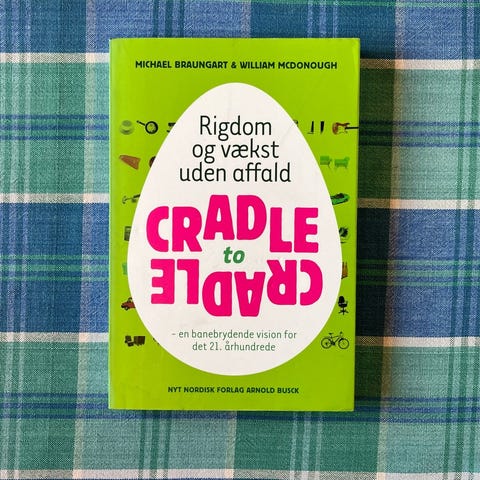 MICHAEL BRAUNGART & WILLIAM MCDONOUGH
Rigdom
og vækst
uden affald
CRADLE
to
CRADLE
– en banebrydende vision for
det 21. århundrede
NYT NORDISK FORLAG ARNOLD BUSCK